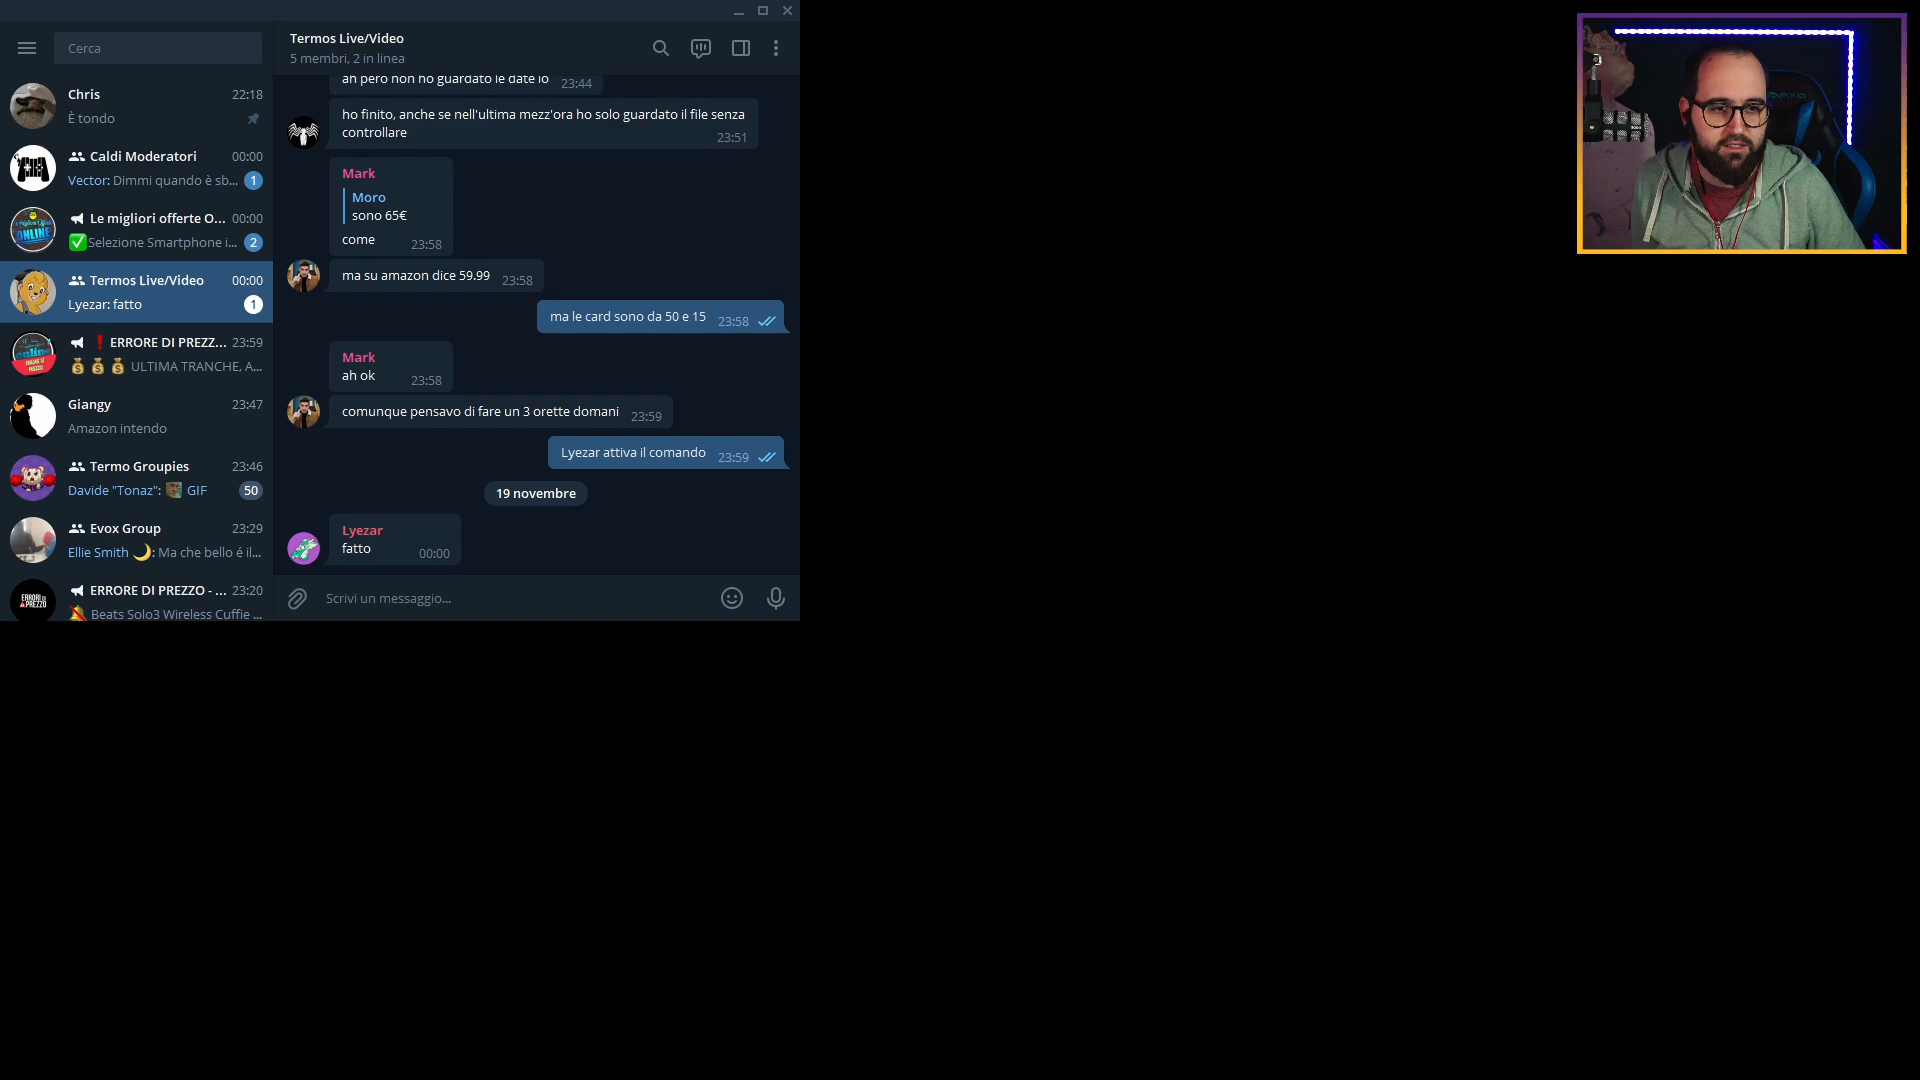 Cerca
Chris 22:18
È tondo
Caldi Moderatori 00:00
Vector: Dimmi quando è sb... 1
Le migliori offerte O... 00:00
Selezione Smartphone i... 2
Termos Live/Video 00:00
Lyezar: fatto 1
ERRORE DI PREZZ... 23:59
ULTIMA TRANCHE, A...
Giangy 23:47
Amazon intendo
Termo Groupies 23:46
Davide "Tonaz": GIF 50
Evox Group 23:29
Ellie Smith 🌙: Ma che bello é il...
ERRORE DI PREZZO - ... 23:20
Beats Solo3 Wireless Cuffie ...
Termos Live/Video
5 membri, 2 in linea
ah però non ho guardato le date io 23:44
ho finito, anche se nell'ultima mezz'ora ho solo guardato il file senza
controllare 23:51
Mark
Moro
sono 65€
come 23:58
ma su amazon dice 59.99 23:58
ma le card sono da 50 e 15 23:58
Mark
ah ok 23:58
comunque pensavo di fare un 3 orette domani 23:59
Lyezar attiva il comando 23:59
19 novembre
Lyezar
fatto 00:00
Scrivi un messaggio...